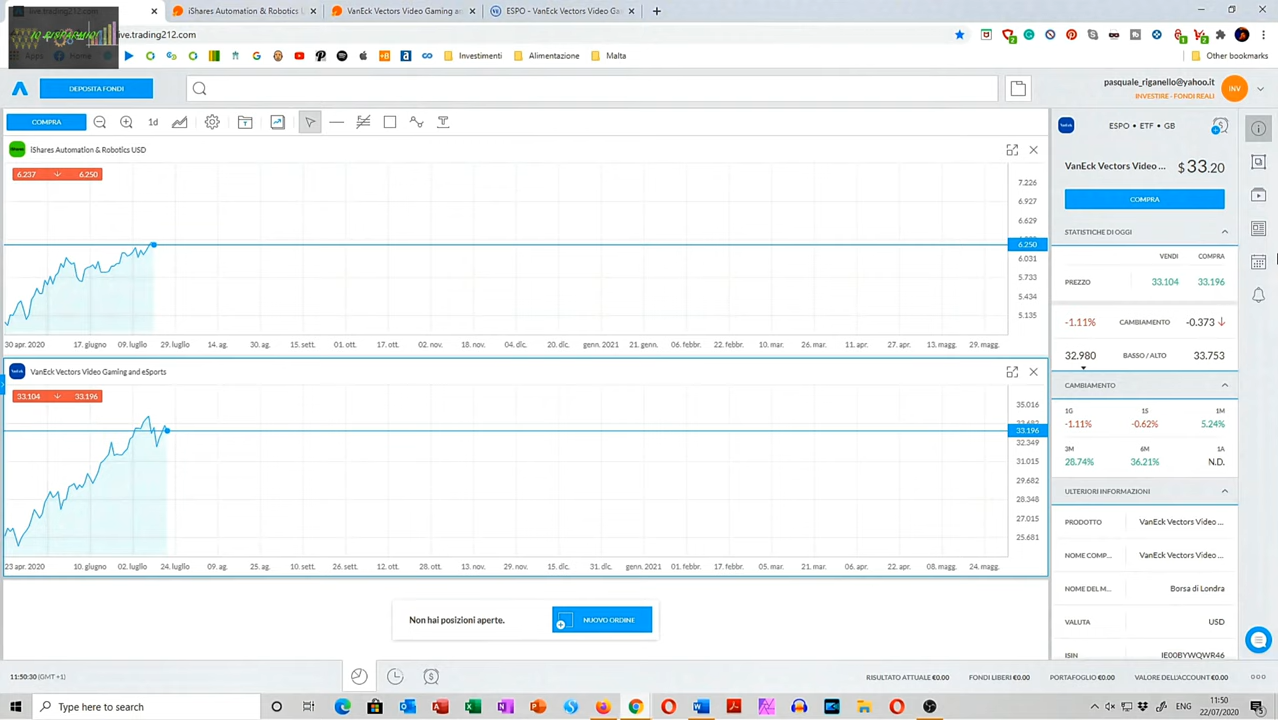 live.trading212.com
iShares Automation & Robotics U
VanEck Vectors Video Gaming and
ESPO - VanEck Vectors Video Ga
live.trading212.com
IO RISPARMIO!
Apps
Home
Investimenti
Alimentazione
Malta
Other bookmarks
DEPOSITA FONDI
pasquale_riganello@yahoo.it
INVESTIRE - FONDI REALI
INV
COMPRA
1d
iShares Automation & Robotics USD
6.237 6.250
7.226
6.927
6.629
6.250
6.031
5.733
5.434
5.135
30 apr. 2020 17. giugno 09. luglio 29. luglio 14. ag. 30. ag. 15. sett. 01. ott. 17. ott. 02. nov. 18. nov. 04. dic. 20. dic. genn. 2021 21. genn. 06. febbr. 22. febbr. 10. mar. 26. mar. 11. apr. 27. apr. 13. magg. 29. magg.
VanEck Vectors Video Gaming and eSports
33.104 33.196
35.016
33.196
32.349
31.015
29.682
28.348
27.015
25.681
23 apr. 2020 10. giugno 02. luglio 24. luglio 09. ag. 25. ag. 10. sett. 26. sett. 12. ott. 28. ott. 13. nov. 29. nov. 15. dic. 31. dic. genn. 2021 01. febbr. 17. febbr. 05. mar. 21. mar. 06. apr. 22. apr. 08. magg. 24. magg.
Non hai posizioni aperte.
NUOVO ORDINE
ESPO • ETF • GB
VanEck Vectors Video ... $33.20
COMPRA
STATISTICHE DI OGGI
VENDI COMPRA
PREZZO 33.104 33.196
-1.11% CAMBIAMENTO -0.373
32.980 BASSO / ALTO 33.753
CAMBIAMENTO
1G 1S 1M
-1.11% -0.62% 5.24%
3M 6M 1A
28.74% 36.21% N.D.
ULTERIORI INFORMAZIONI
PRODOTTO VanEck Vectors Video ...
NOME COMP... VanEck Vectors Video ...
NOME DEL M... Borsa di Londra
VALUTA USD
ISIN IE00BYWQWR46
11:50:30 (GMT +1)
RISULTATO ATTUALE €0.00 FONDI LIBERI €0.00 PORTAFOGLIO €0.00 VALORE DELL'ACCOUNT €0.00
Type here to search
ENG
11:50
22/07/2020